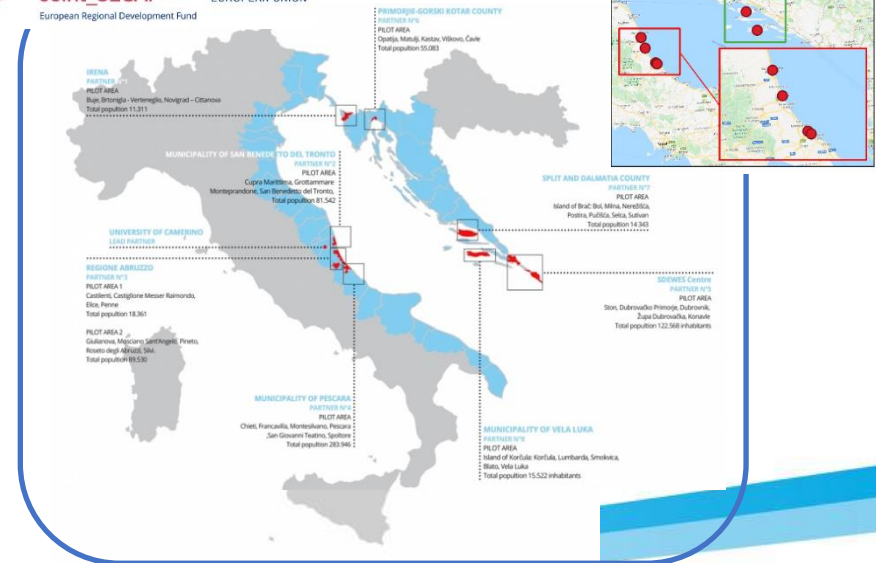 European Regional Development Fund
PRIMORJE-GORSKI KOTAR COUNTY
PARTNER N°6
PILOT AREA
Opatija, Matulji, Kastav, Viškovo, Čavle
Total popultion 55.083
IRENA
PILOT AREA
Buje, Brtonigla - Verteneglio, Novigrad – Cittanova
Total popultion 11.311
MUNICIPALITY OF SAN BENEDETTO DEL TRONTO
PARTNER N°2
PILOT AREA
Cupra Marittima, Grottammare
Monteprandone, San Benedetto del Tronto,
Total popultion 81.542
SPLIT AND DALMATIA COUNTY
PARTNER N°7
PILOT AREA
Island of Brač: Bol, Milna, Nerežišća,
Postira, Pučišća, Selca, Sutivan
Total popultion 14 343
UNIVERSITY OF CAMERINO
LEAD PARTNER
REGIONE ABRUZZO
PARTNER N°3
PILOT AREA 1
Castilenti, Castiglione Messer Raimondo,
Elice, Penne
Total popultion 18.361
PILOT AREA 2
Giulianova, Mosciano Sant'Angelo, Pineto,
Roseto degli Abruzzi, Silvi.
Total popultion 89.530
SDEWES Centre
PARTNER N°5
PILOT AREA
Ston, Dubrovačko Primorje, Dubrovnik,
Župa Dubrovačka, Konavle
Total popultion 122.568 inhabitants
MUNICIPALITY OF PESCARA
PARTNER N°4
PILOT AREA
Chieti, Francavilla, Montesilvano, Pescara
,San Giovanni Teatino, Spoltore
Total popultion 283.946
MUNICIPALITY OF VELA LUKA
PARTNER N°8
PILOT AREA
Island of Korčula: Korčula, Lumbarda, Smokvica,
Blato, Vela Luka
Total popultion 15.522 inhabitants